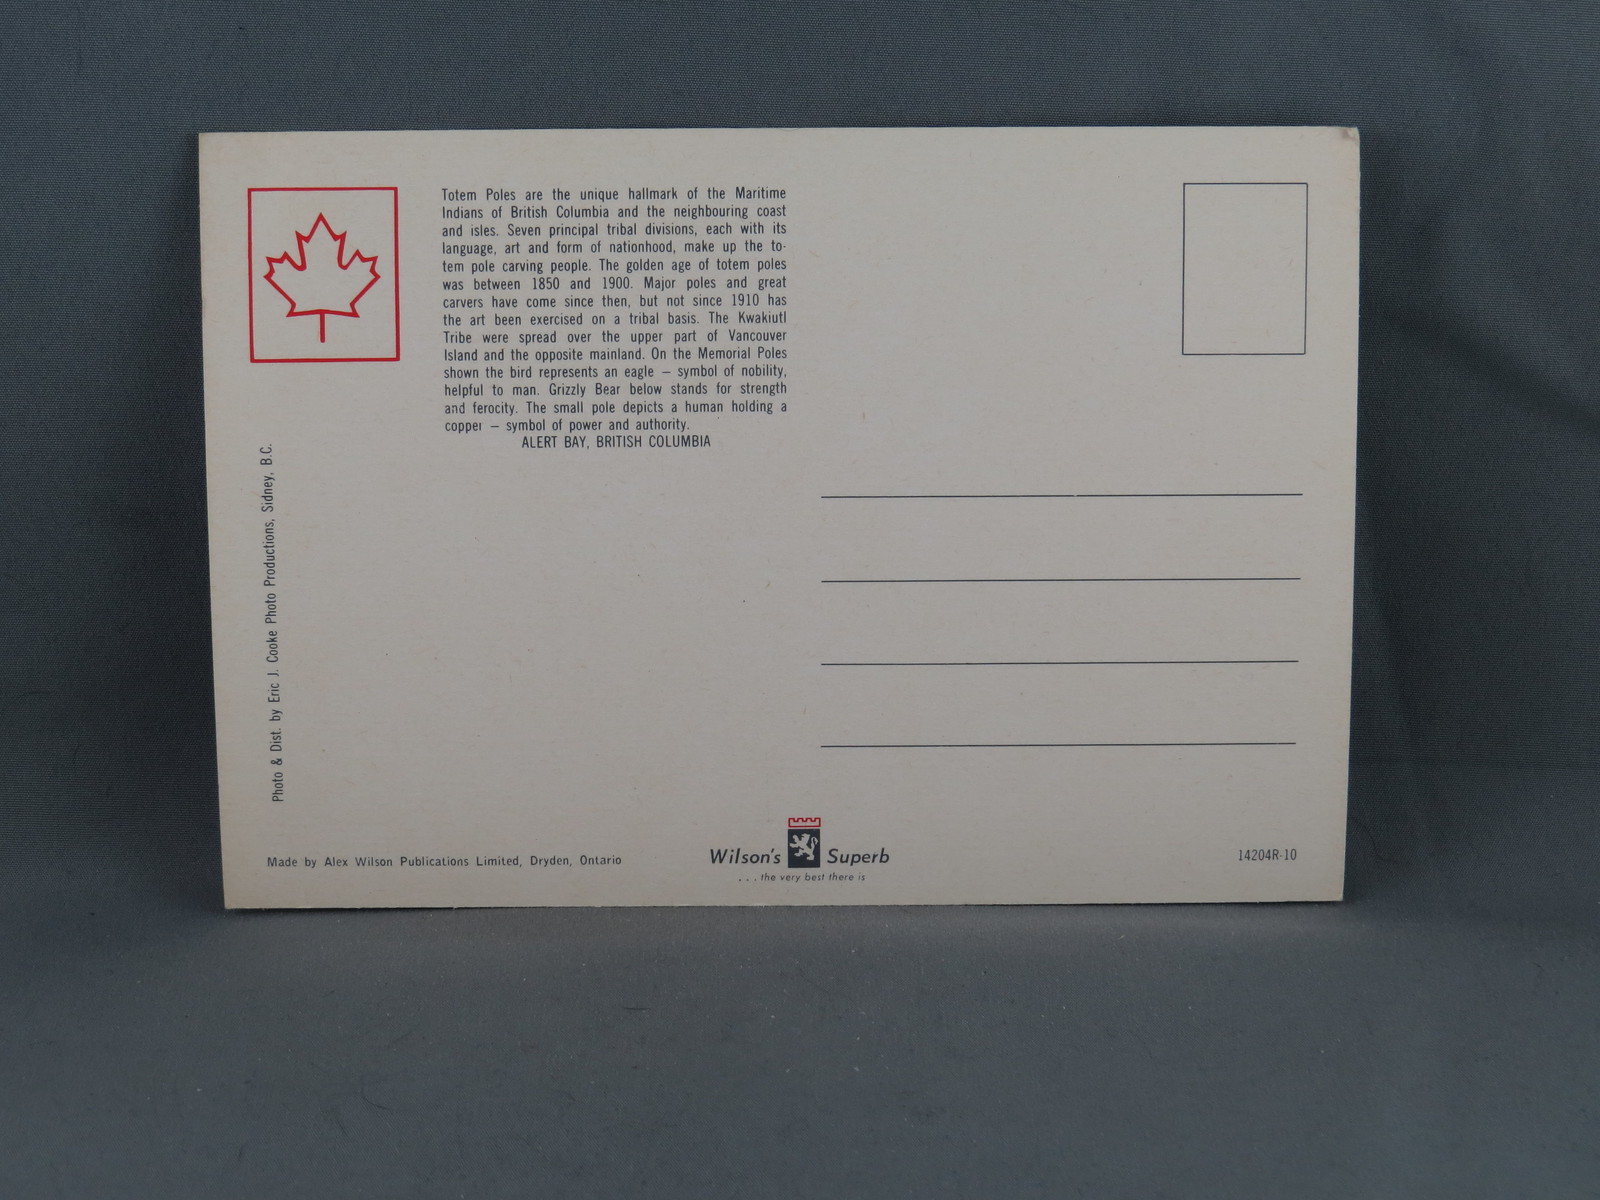 Totem Poles are the unique hallmark of the Maritime
Indians of British Columbia and the neighbouring coast
and isles. Seven principal tribal divisions, each with its
language, art and form of nationhood, make up the to-
tem pole carving people. The golden age of totem poles
was between 1850 and 1900. Major poles and great
carvers have come since then, but not since 1910 has
the art been exercised on a tribal basis. The Kwakiutl
Tribe were spread over the upper part of Vancouver
Island and the opposite mainland. On the Memorial Poles
shown the bird represents an eagle — symbol of nobility,
helpful to man. Grizzly Bear below stands for strength
and ferocity. The small pole depicts a human holding a
copper — symbol of power and authority.
ALERT BAY, BRITISH COLUMBIA
Photo & Dist. by Eric J. Cooke Photo Productions, Sidney, B.C.
Made by Alex Wilson Publications Limited, Dryden, Ontario
Wilson's Superb
. . . the very best there is
14204R-10